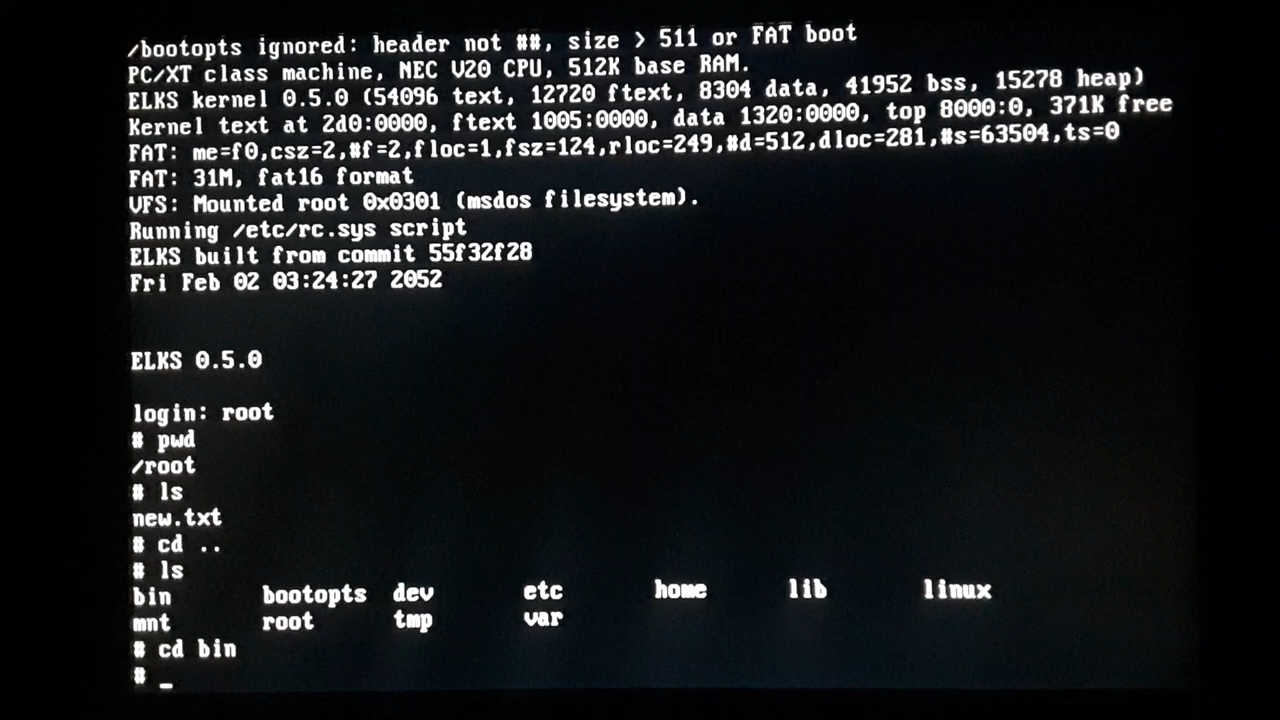 /bootopts ignored: header not ##, size > 511 or FAT boot
PC/XT class machine, NEC V20 CPU, 512K base RAM.
ELKS kernel 0.5.0 (54096 text, 12720 ftext, 8304 data, 41952 bss, 15278 heap)
Kernel text at 2d0:0000, ftext 1005:0000, data 1320:0000, top 8000:0, 371K free
FAT: me=f0,csz=2,#f=2,floc=1,fsz=124,rloc=249,#d=512,dloc=281,#s=63504,ts=0
FAT: 31M, fat16 format
VFS: Mounted root 0x0301 (msdos filesystem).
Running /etc/rc.sys script
ELKS built from commit 55f32f28
Fri Feb 02 03:24:27 2052
ELKS 0.5.0
login: root
# pwd
/root
# ls
new.txt
# cd ..
# ls
bin bootopts dev etc home lib linux
mnt root tmp var
# cd bin
# _